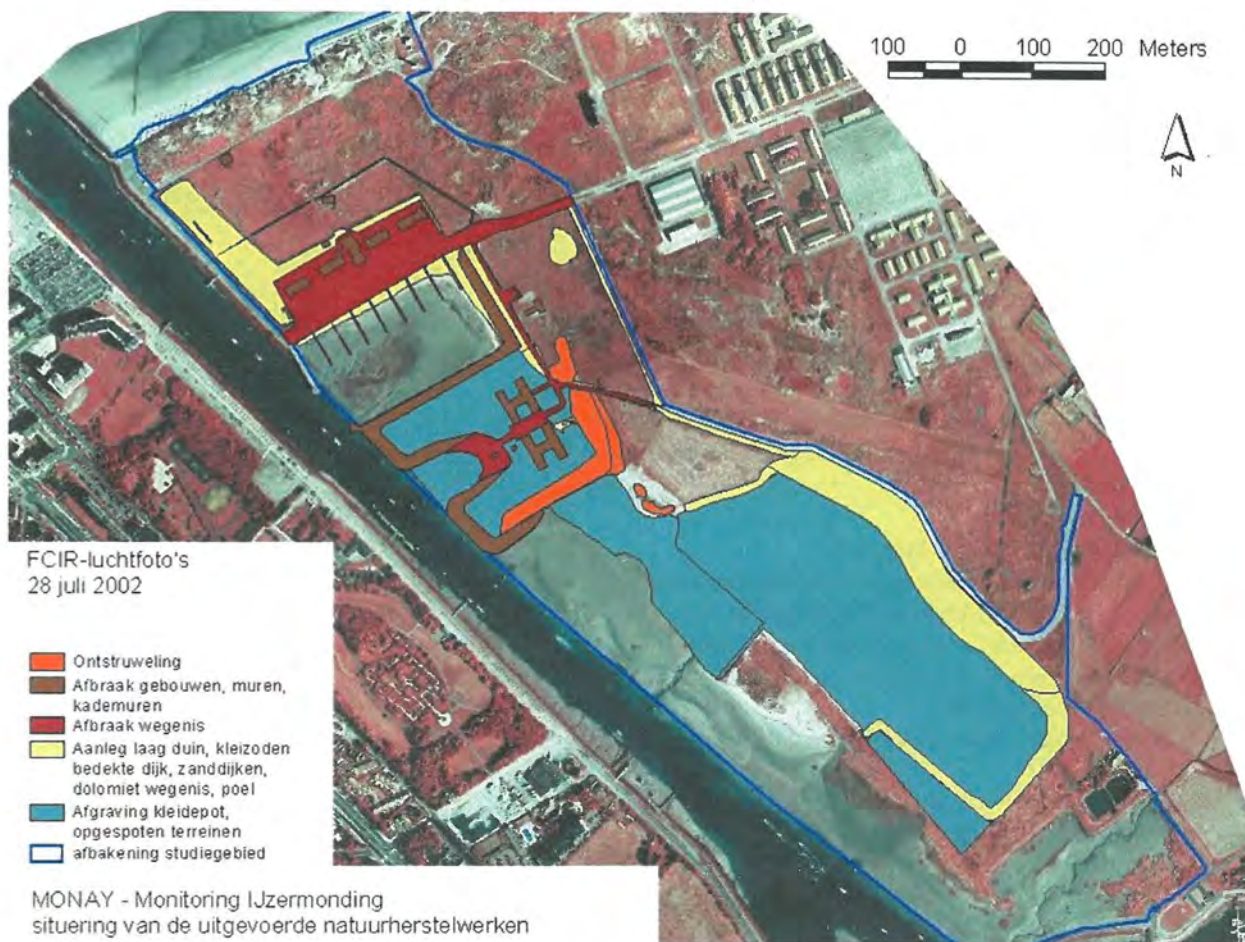 100 0 100 200 Meters
N
FCIR-luchtfoto's
28 juli 2002
Ontstruweling
Afbraak gebouwen, muren,
kademuren
Afbraak wegenis
Aanleg laag duin, kleizoden
bedekte dijk, zanddijken,
dolomiet wegenis, poel
Afgraving kleidepot,
opgespoten terreinen
afbakening studiegebied
MONAY - Monitoring IJzermonding
situering van de uitgevoerde natuurherstelwerken